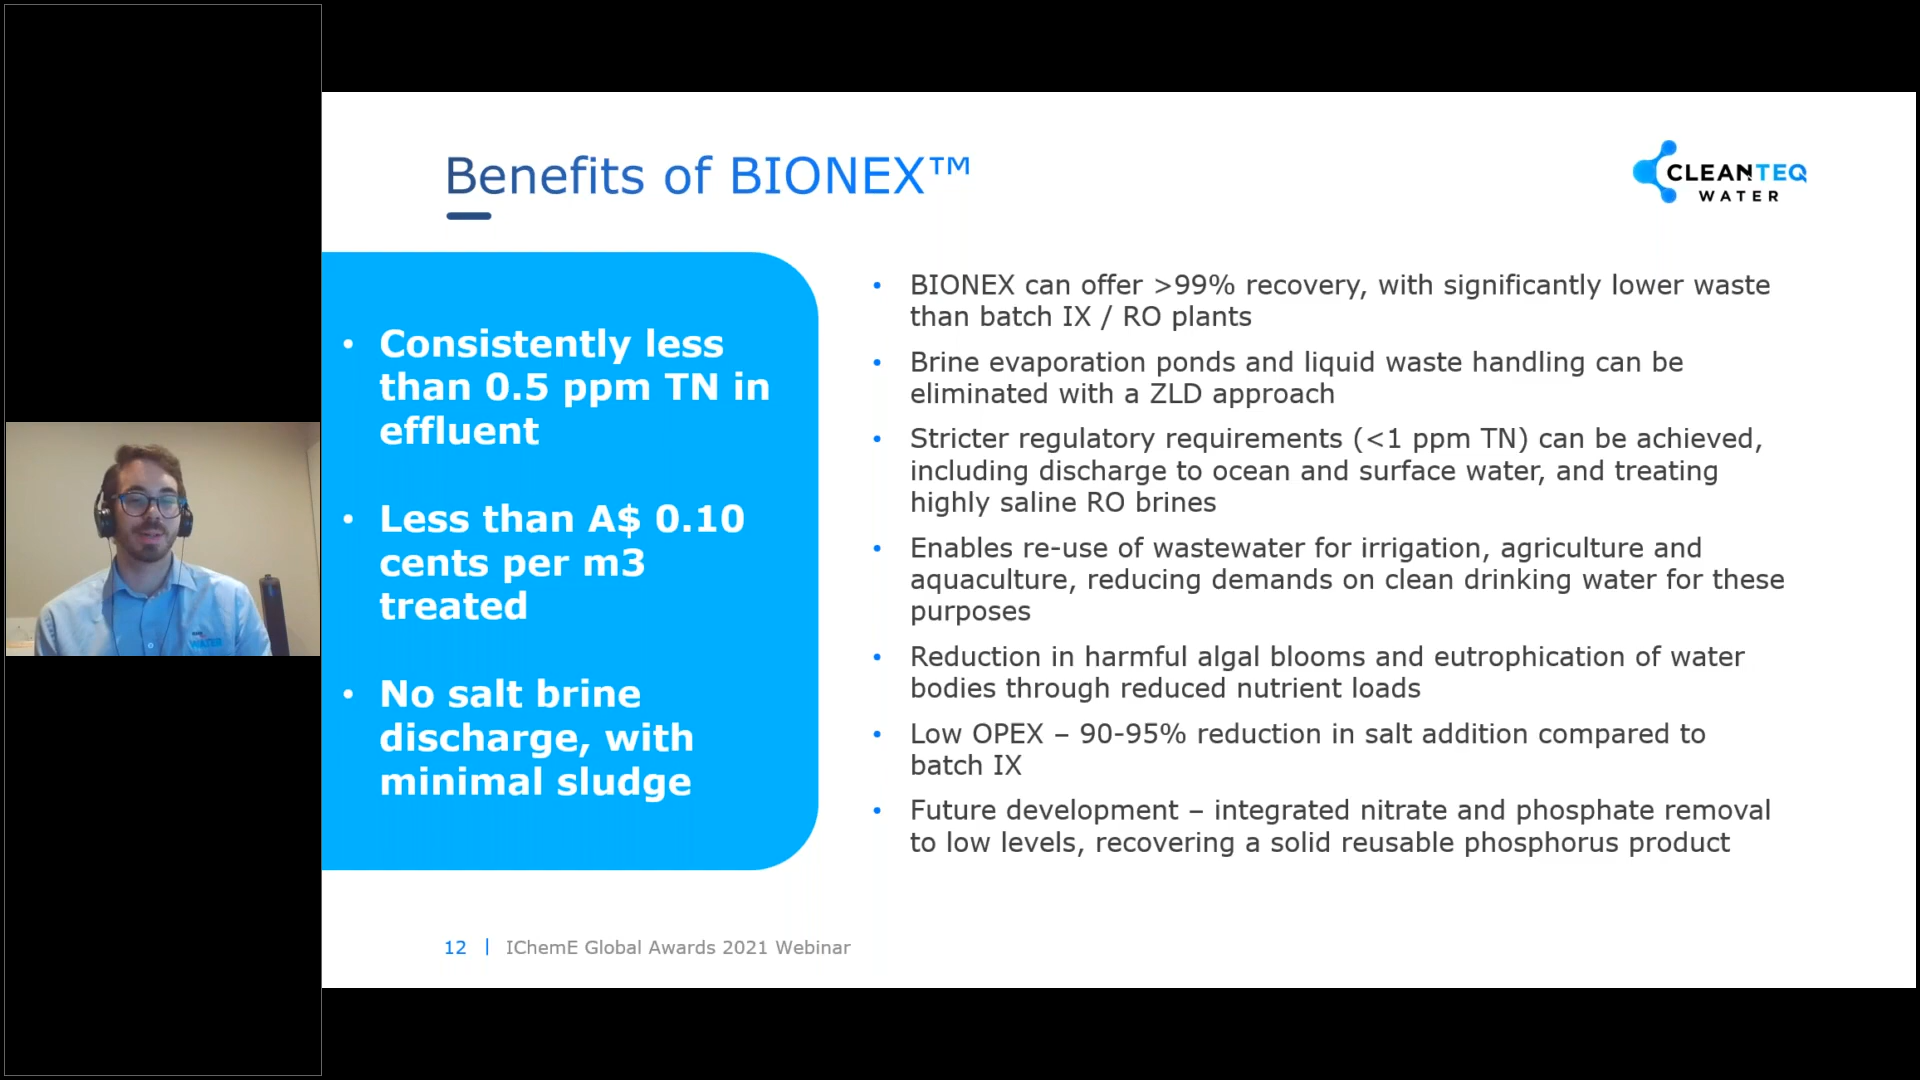 Benefits of BIONEX™
CLEANTEQ
WATER
• Consistently less
than 0.5 ppm TN in
effluent
• Less than A$ 0.10
cents per m3
treated
• No salt brine
discharge, with
minimal sludge
• BIONEX can offer >99% recovery, with significantly lower waste
than batch IX / RO plants
• Brine evaporation ponds and liquid waste handling can be
eliminated with a ZLD approach
• Stricter regulatory requirements (<1 ppm TN) can be achieved,
including discharge to ocean and surface water, and treating
highly saline RO brines
• Enables re-use of wastewater for irrigation, agriculture and
aquaculture, reducing demands on clean drinking water for these
purposes
• Reduction in harmful algal blooms and eutrophication of water
bodies through reduced nutrient loads
• Low OPEX – 90-95% reduction in salt addition compared to
batch IX
• Future development – integrated nitrate and phosphate removal
to low levels, recovering a solid reusable phosphorus product
12 | IChemE Global Awards 2021 Webinar
WATER